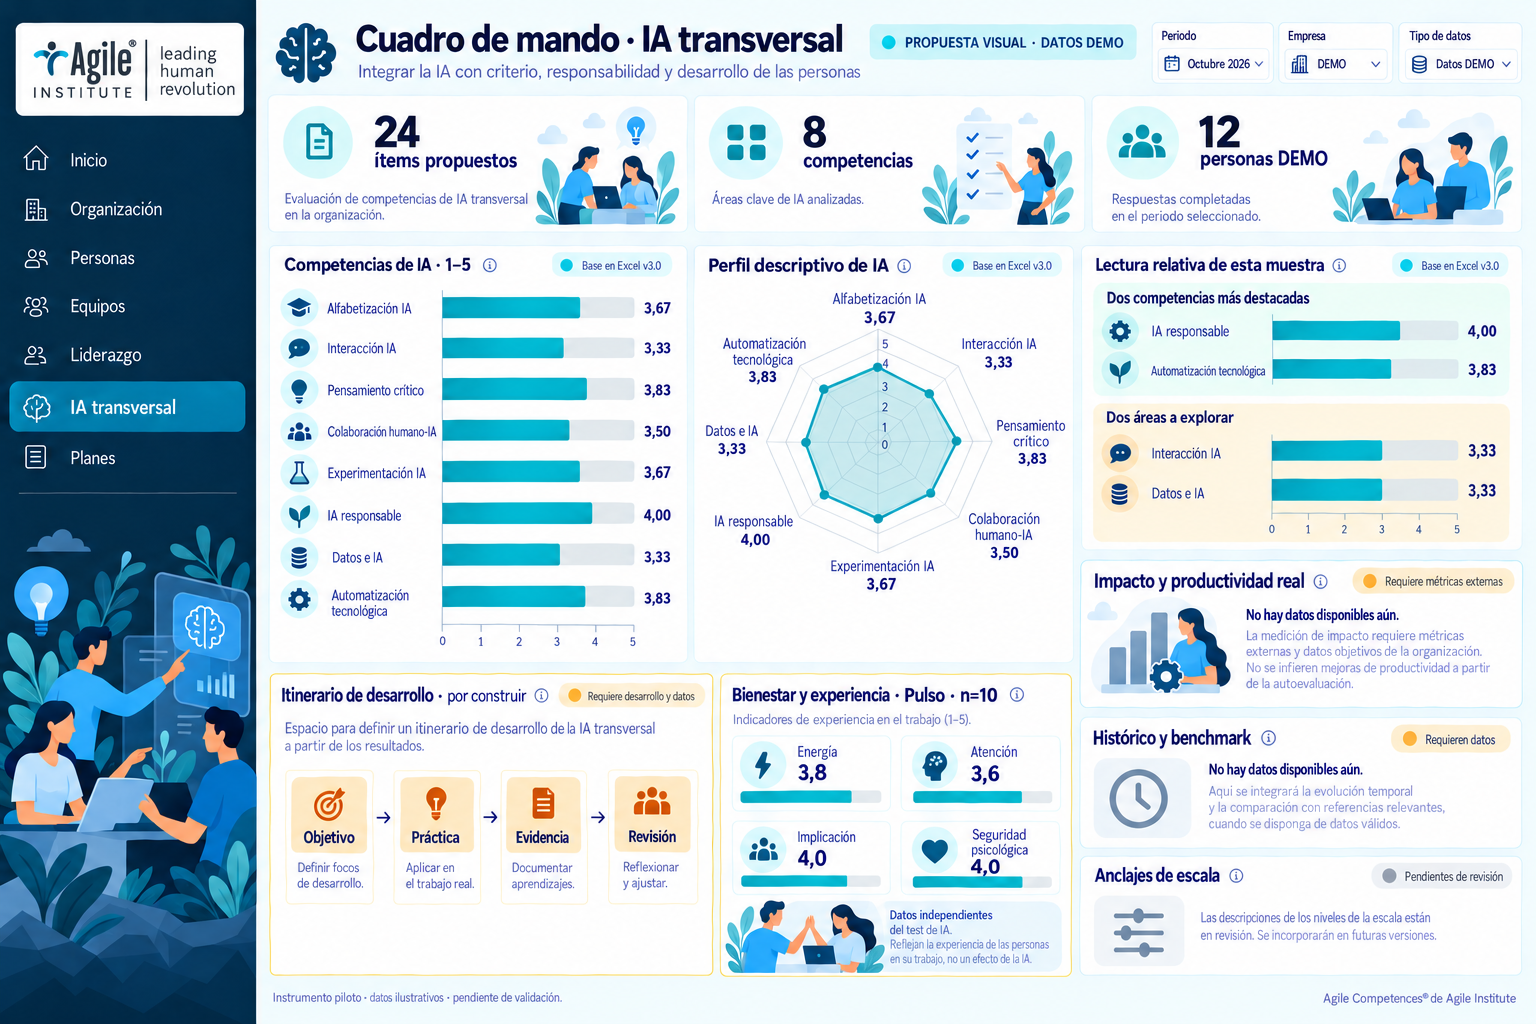 Agile®
INSTITUTE
leading
human
revolution
Inicio
Organización
Personas
Equipos
Liderazgo
IA transversal
Planes
Cuadro de mando · IA transversal
Integrar la IA con criterio, responsabilidad y desarrollo de las personas
PROPUESTA VISUAL · DATOS DEMO
Periodo
Octubre 2026
Empresa
DEMO
Tipo de datos
Datos DEMO
24
ítems propuestos
Evaluación de competencias de IA transversal
en la organización.
8
competencias
Áreas clave de IA analizadas.
12
personas DEMO
Respuestas completadas
en el periodo seleccionado.
Competencias de IA · 1–5
Base en Excel v3.0
Alfabetización IA 3,67
Interacción IA 3,33
Pensamiento crítico 3,83
Colaboración humano-IA 3,50
Experimentación IA 3,67
IA responsable 4,00
Datos e IA 3,33
Automatización
tecnológica 3,83
0 1 2 3 4 5
Perfil descriptivo de IA
Base en Excel v3.0
Alfabetización IA
3,67
Interacción IA
3,33
Pensamiento
crítico
3,83
Colaboración
humano-IA
3,50
Experimentación IA
3,67
IA responsable
4,00
Datos e IA
3,33
Automatización
tecnológica
3,83
5
4
3
2
1
0
Lectura relativa de esta muestra
Base en Excel v3.0
Dos competencias más destacadas
IA responsable 4,00
Automatización tecnológica 3,83
Dos áreas a explorar
Interacción IA 3,33
Datos e IA 3,33
0 1 2 3 4 5
Impacto y productividad real
Requiere métricas externas
No hay datos disponibles aún.
La medición de impacto requiere métricas
externas y datos objetivos de la organización.
No se infieren mejoras de productividad a partir
de la autoevaluación.
Itinerario de desarrollo · por construir
Requiere desarrollo y datos
Espacio para definir un itinerario de desarrollo de la IA transversal
a partir de los resultados.
Objetivo
Definir focos
de desarrollo.
Práctica
Aplicar en
el trabajo real.
Evidencia
Documentar
aprendizajes.
Revisión
Reflexionar
y ajustar.
Bienestar y experiencia · Pulso · n=10
Indicadores de experiencia en el trabajo (1–5).
Energía
3,8
Atención
3,6
Implicación
4,0
Seguridad
psicológica
4,0
Datos independientes
del test de IA.
Reflejan la experiencia de las personas
en su trabajo, no un efecto de la IA.
Histórico y benchmark
Requieren datos
No hay datos disponibles aún.
Aquí se integrará la evolución temporal
y la comparación con referencias relevantes,
cuando se disponga de datos válidos.
Anclajes de escala
Pendientes de revisión
Las descripciones de los niveles de la escala están
en revisión. Se incorporarán en futuras versiones.
Instrumento piloto · datos ilustrativos · pendiente de validación.
Agile Competences® de Agile Institute